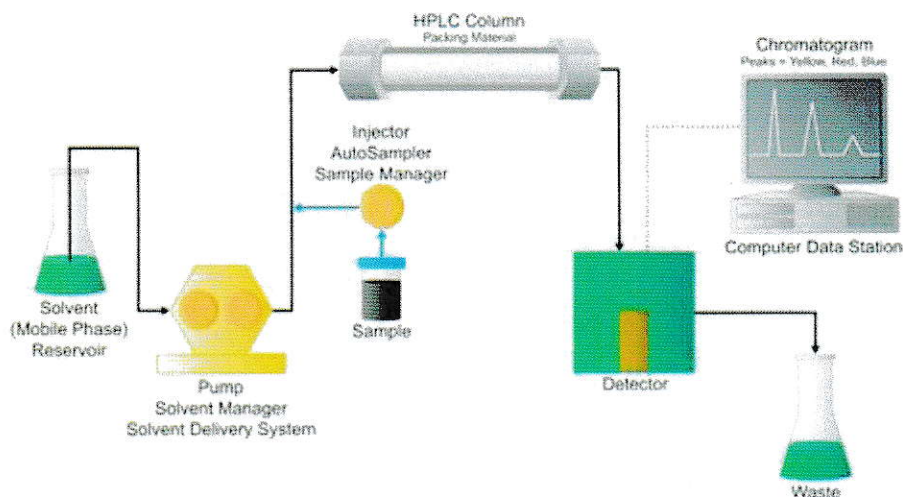 HPLC Column
Packing Material
Chromatogram
Peaks = Yellow, Red, Blue
Injector
AutoSampler
Sample Manager
Computer Data Station
Solvent
(Mobile Phase)
Reservoir
Sample
Pump
Solvent Manager
Solvent Delivery System
Detector
Waste